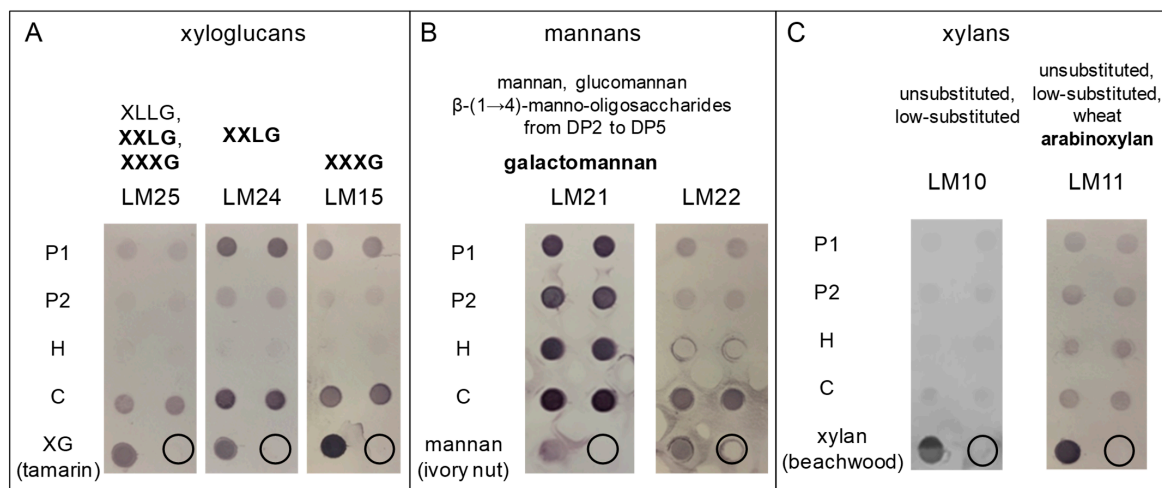 A
xyloglucans
XLLG,
XXLG,
XXXG
LM25
XXLG
LM24
XXXG
LM15
P1
P2
H
C
XG
(tamarin)
B
mannans
mannan, glucomannan
β-(1→4)-manno-oligosaccharides
from DP2 to DP5
galactomannan
LM21
LM22
P1
P2
H
C
mannan
(ivory nut)
C
xylans
unsubstituted,
low-substituted
LM10
unsubstituted,
low-substituted,
wheat
arabinoxylan
LM11
P1
P2
H
C
xylan
(beachwood)